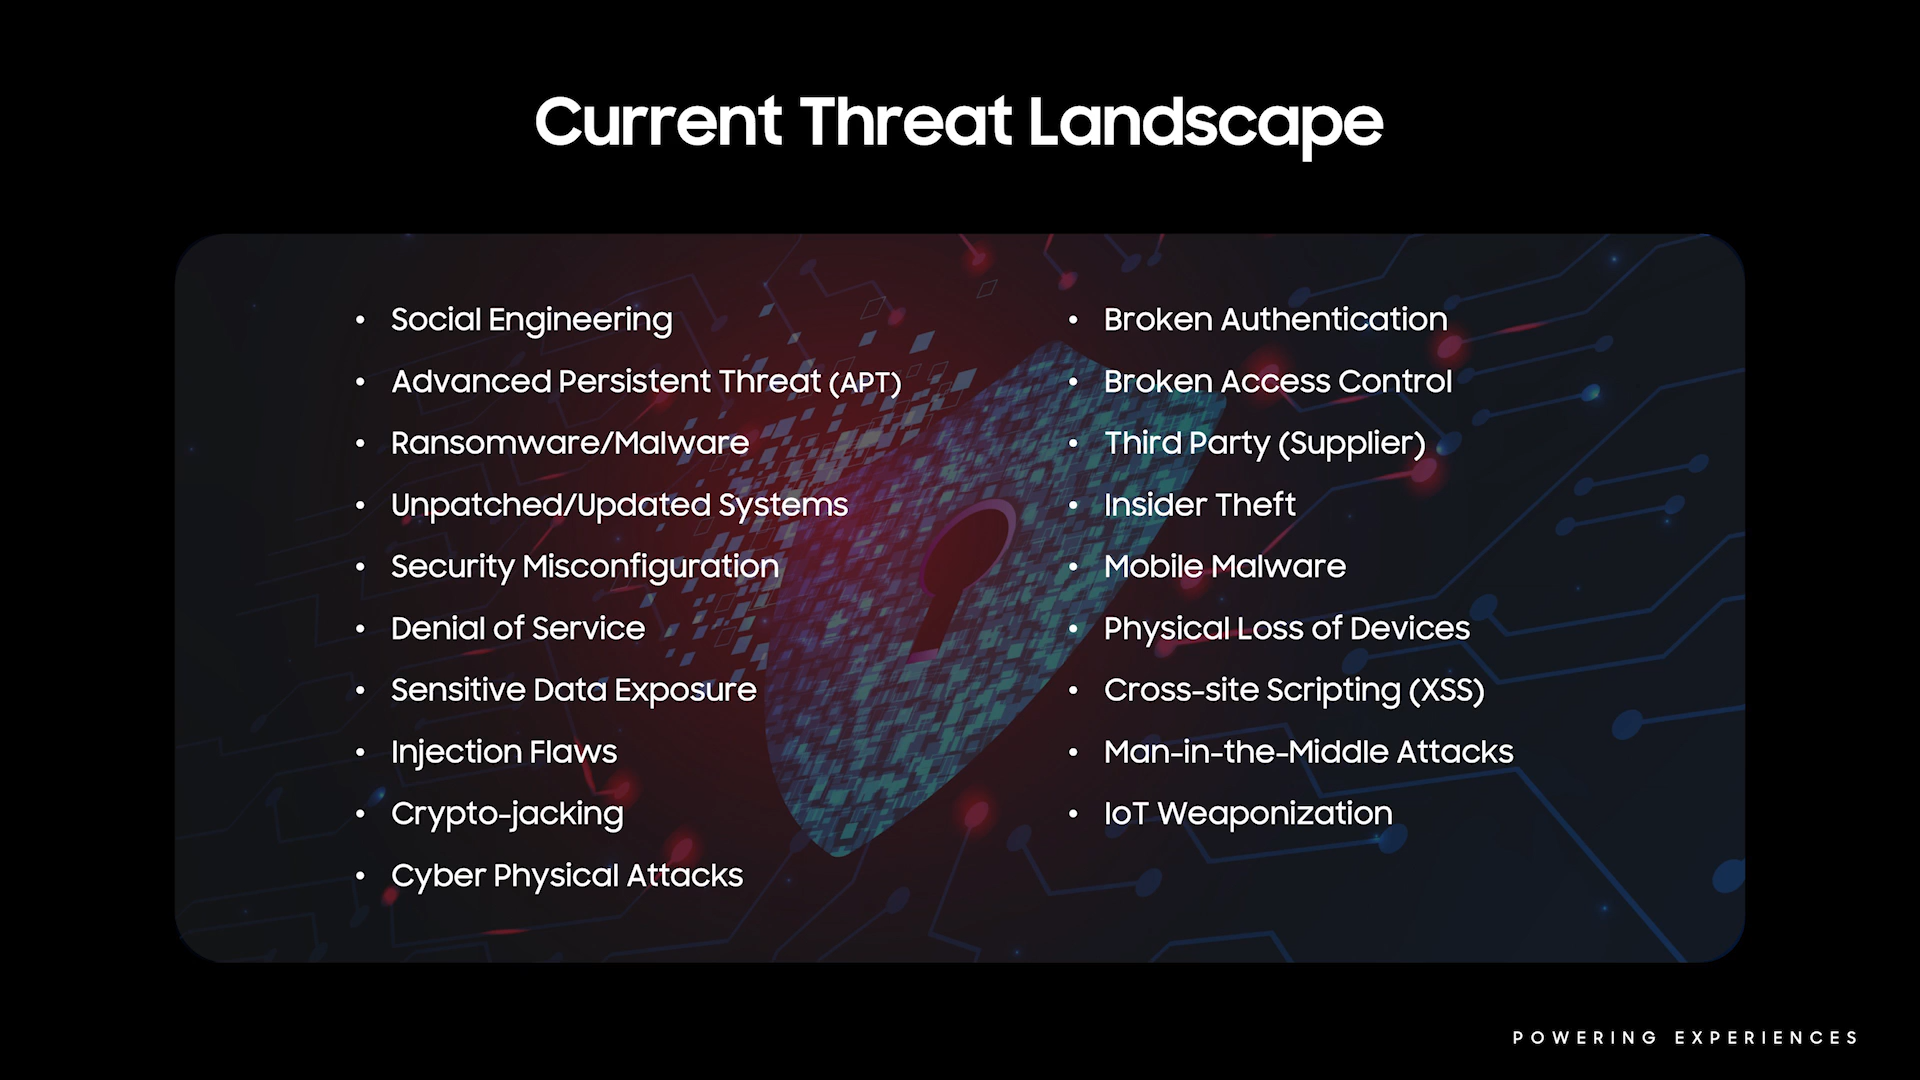 Current Threat Landscape
• Social Engineering
• Advanced Persistent Threat (APT)
• Ransomware/Malware
• Unpatched/Updated Systems
• Security Misconfiguration
• Denial of Service
• Sensitive Data Exposure
• Injection Flaws
• Crypto-jacking
• Cyber Physical Attacks
• Broken Authentication
• Broken Access Control
• Third Party (Supplier)
• Insider Theft
• Mobile Malware
• Physical Loss of Devices
• Cross-site Scripting (XSS)
• Man-in-the-Middle Attacks
• IoT Weaponization
POWERING EXPERIENCES